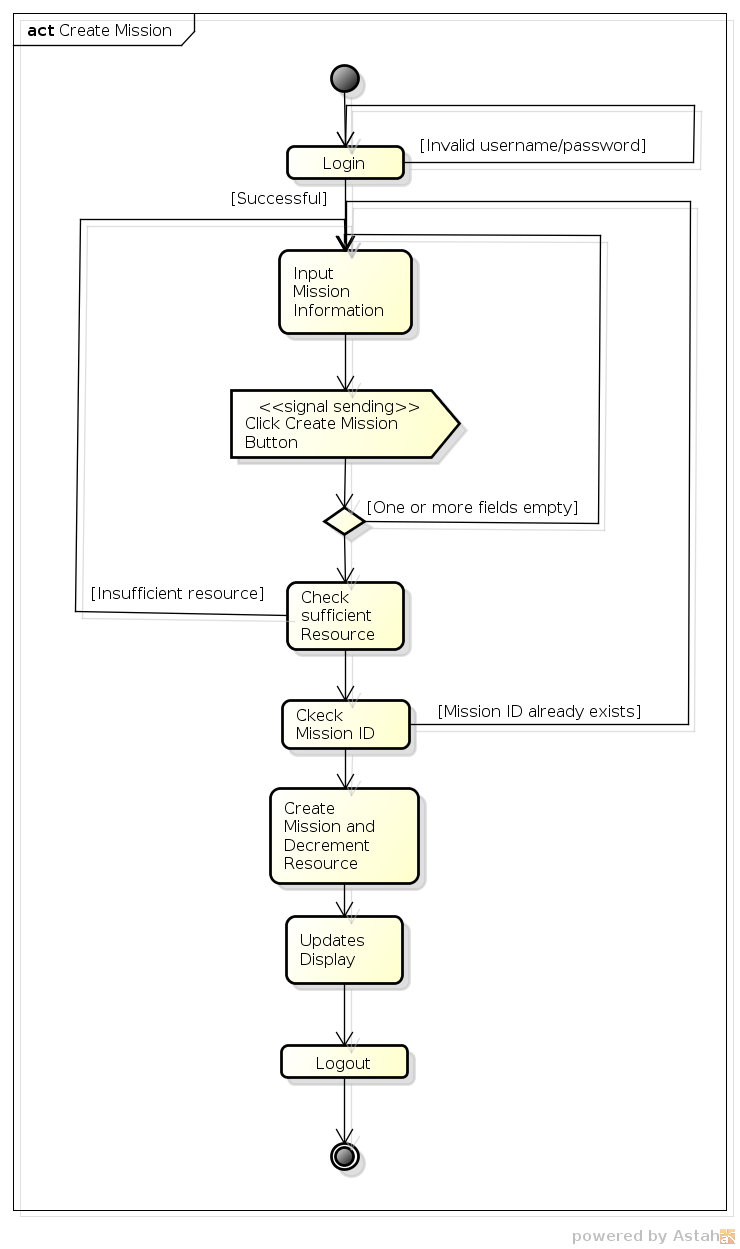 act Create Mission
Login
[Invalid username/password]
[Successful]
Input
Mission
Information
<<signal sending>>
Click Create Mission
Button
[One or more fields empty]
[Insufficient resource]
Check
sufficient
Resource
Ckeck
Mission ID
[Mission ID already exists]
Create
Mission and
Decrement
Resource
Updates
Display
Logout
powered by Astah